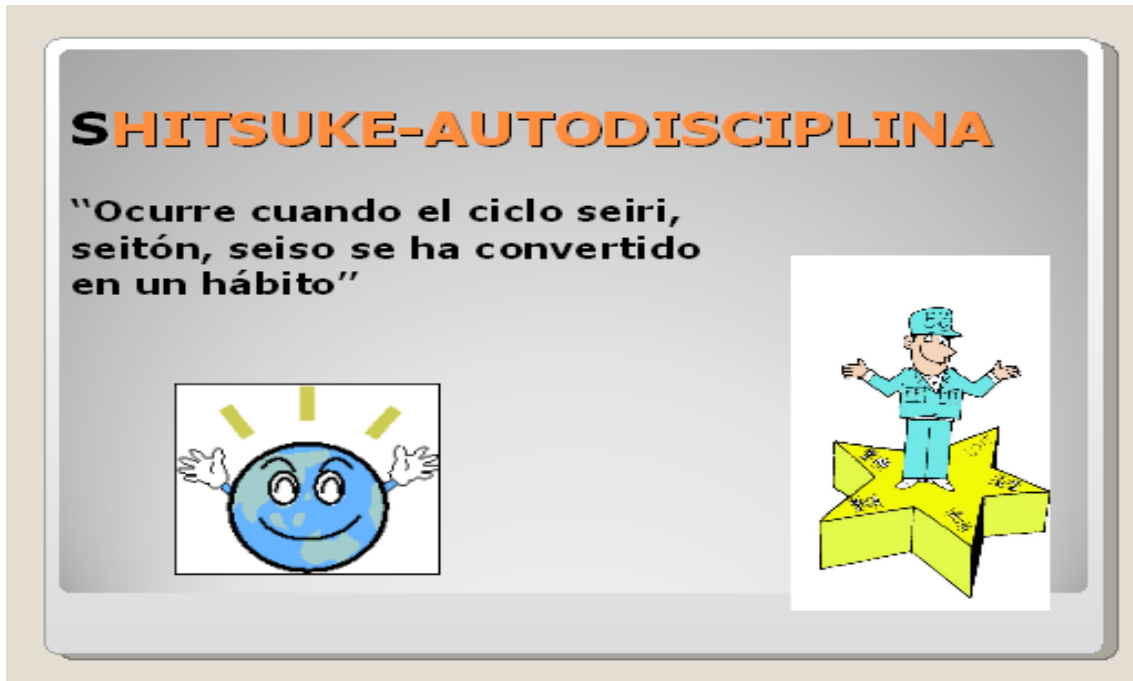 SHITSUKE-AUTODISCIPLINA
“Ocurre cuando el ciclo seiri,
seitón, seiso se ha convertido
en un hábito”